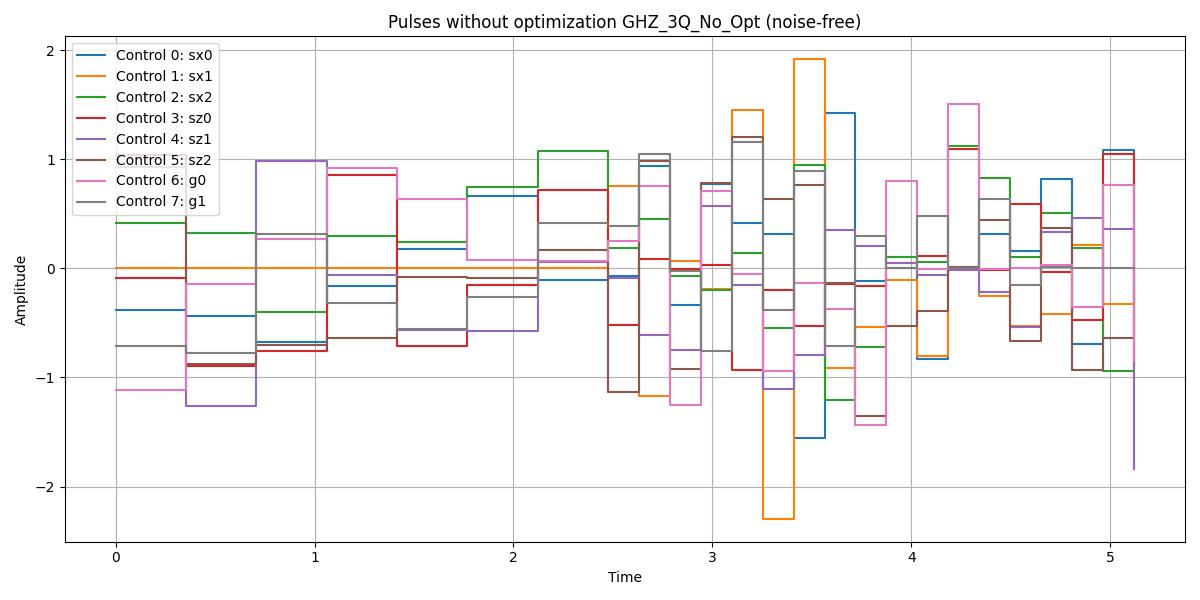 Pulses without optimization GHZ_3Q_No_Opt (noise-free)
Control 0: sx0
Control 1: sx1
Control 2: sx2
Control 3: sz0
Control 4: sz1
Control 5: sz2
Control 6: g0
Control 7: g1
Amplitude
2
1
0
−1
−2
0 1 2 3 4 5
Time